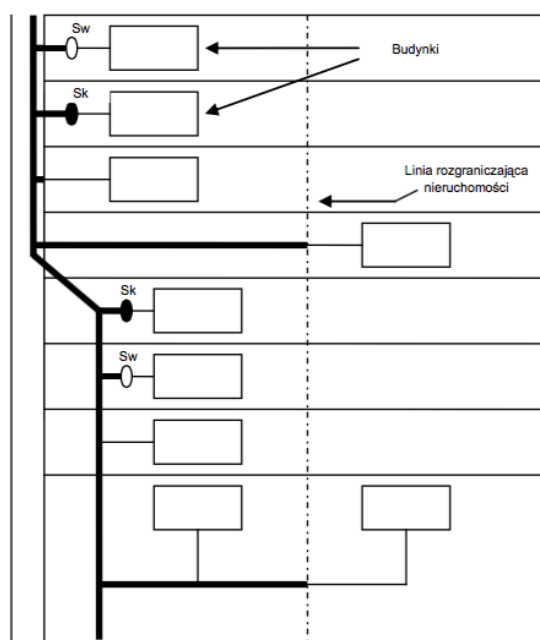 Sw
Budynki
Sk
Linia rozgraniczająca
nieruchomości
Sk
Sw